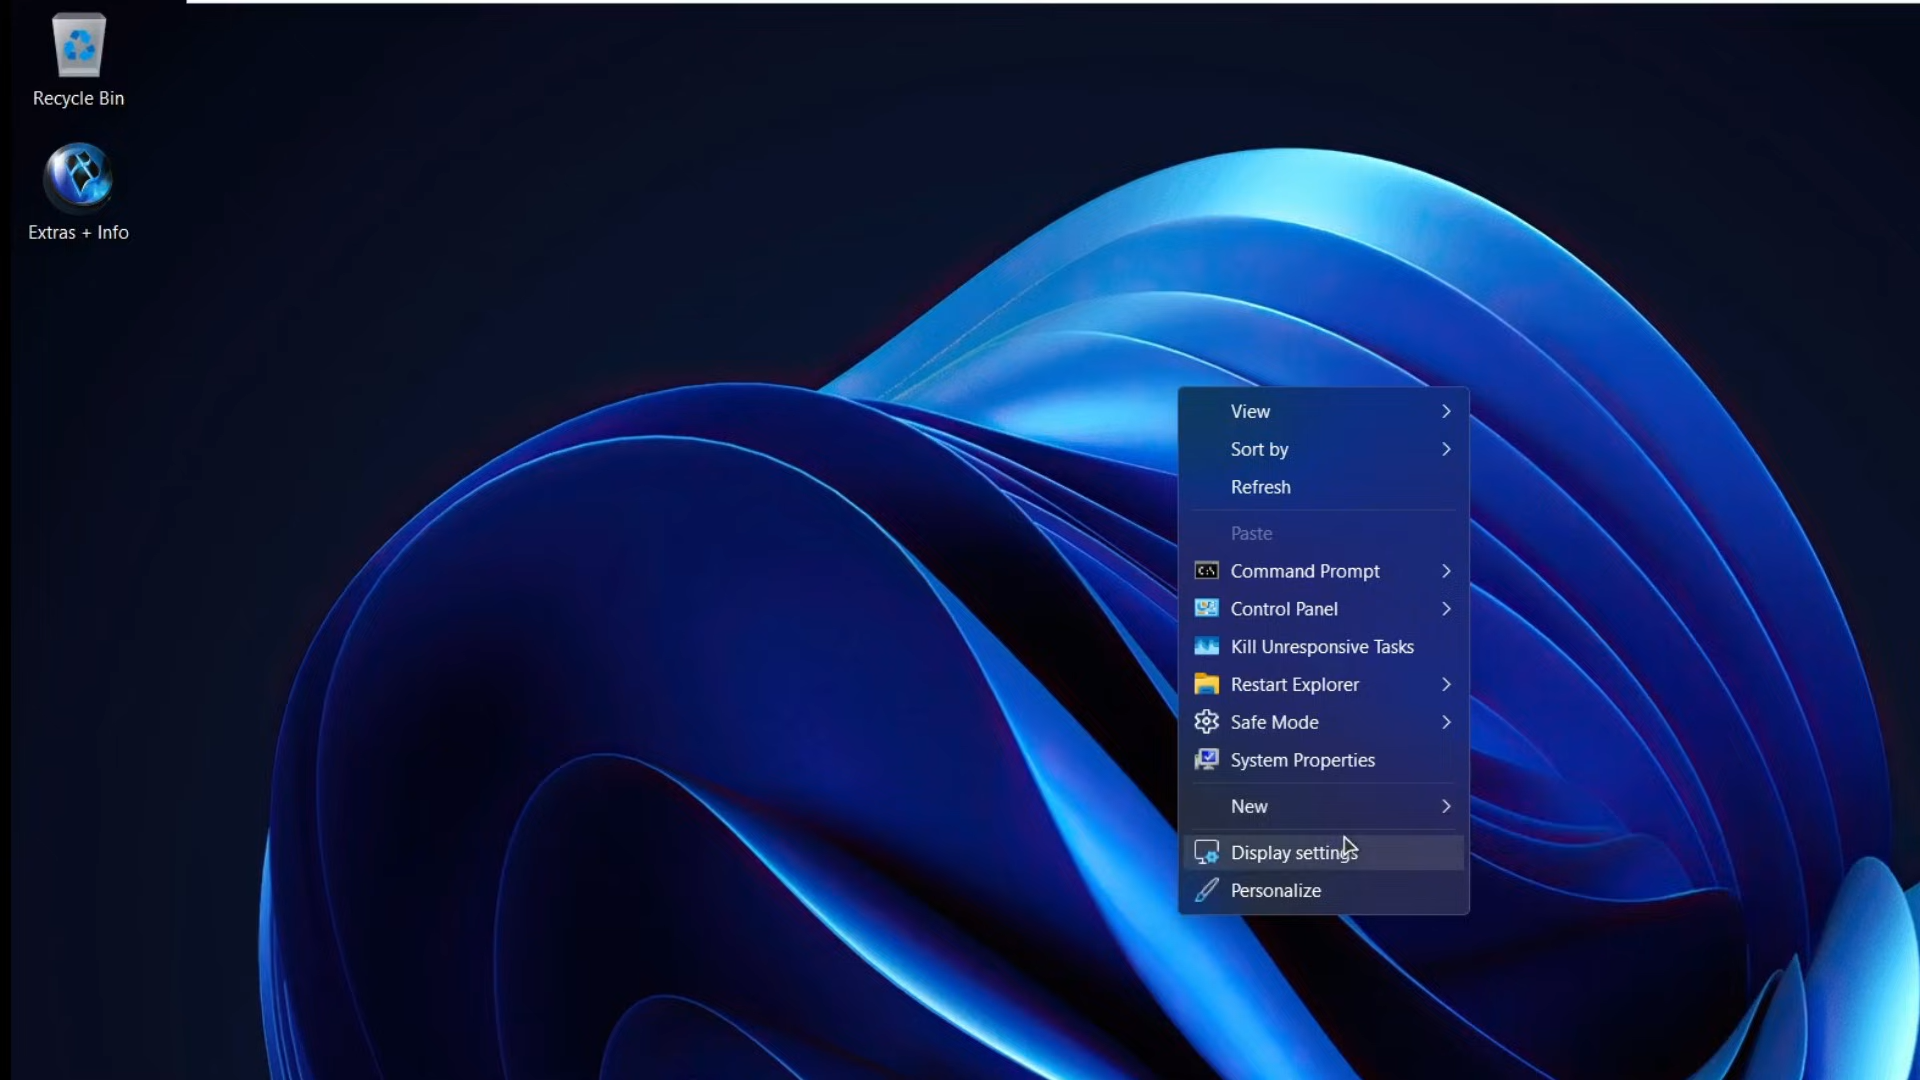 Recycle Bin
Extras + Info
View
Sort by
Refresh
Paste
Command Prompt
Control Panel
Kill Unresponsive Tasks
Restart Explorer
Safe Mode
System Properties
New
Display settings
Personalize